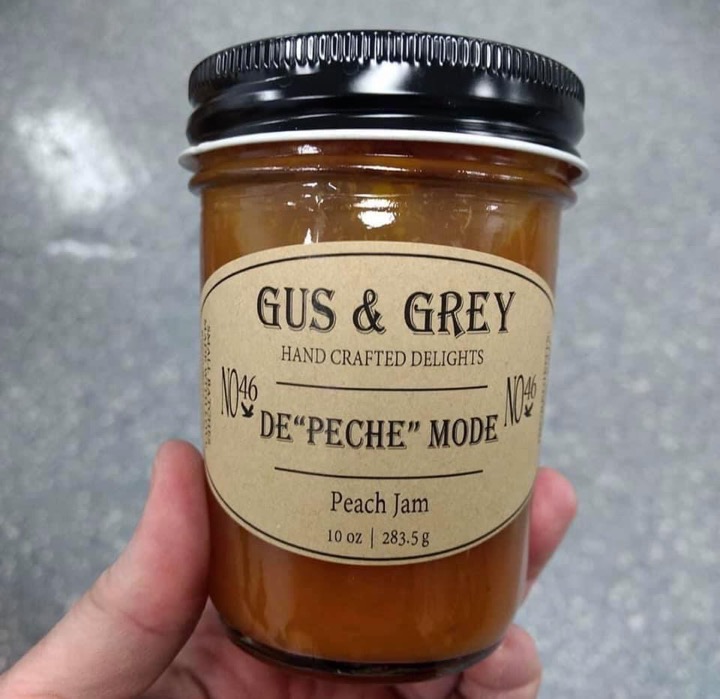 GUS & GREY
HAND CRAFTED DELIGHTS
NO46
NO46
DE“PECHE” MODE
Peach Jam
10 oz | 283.5 g